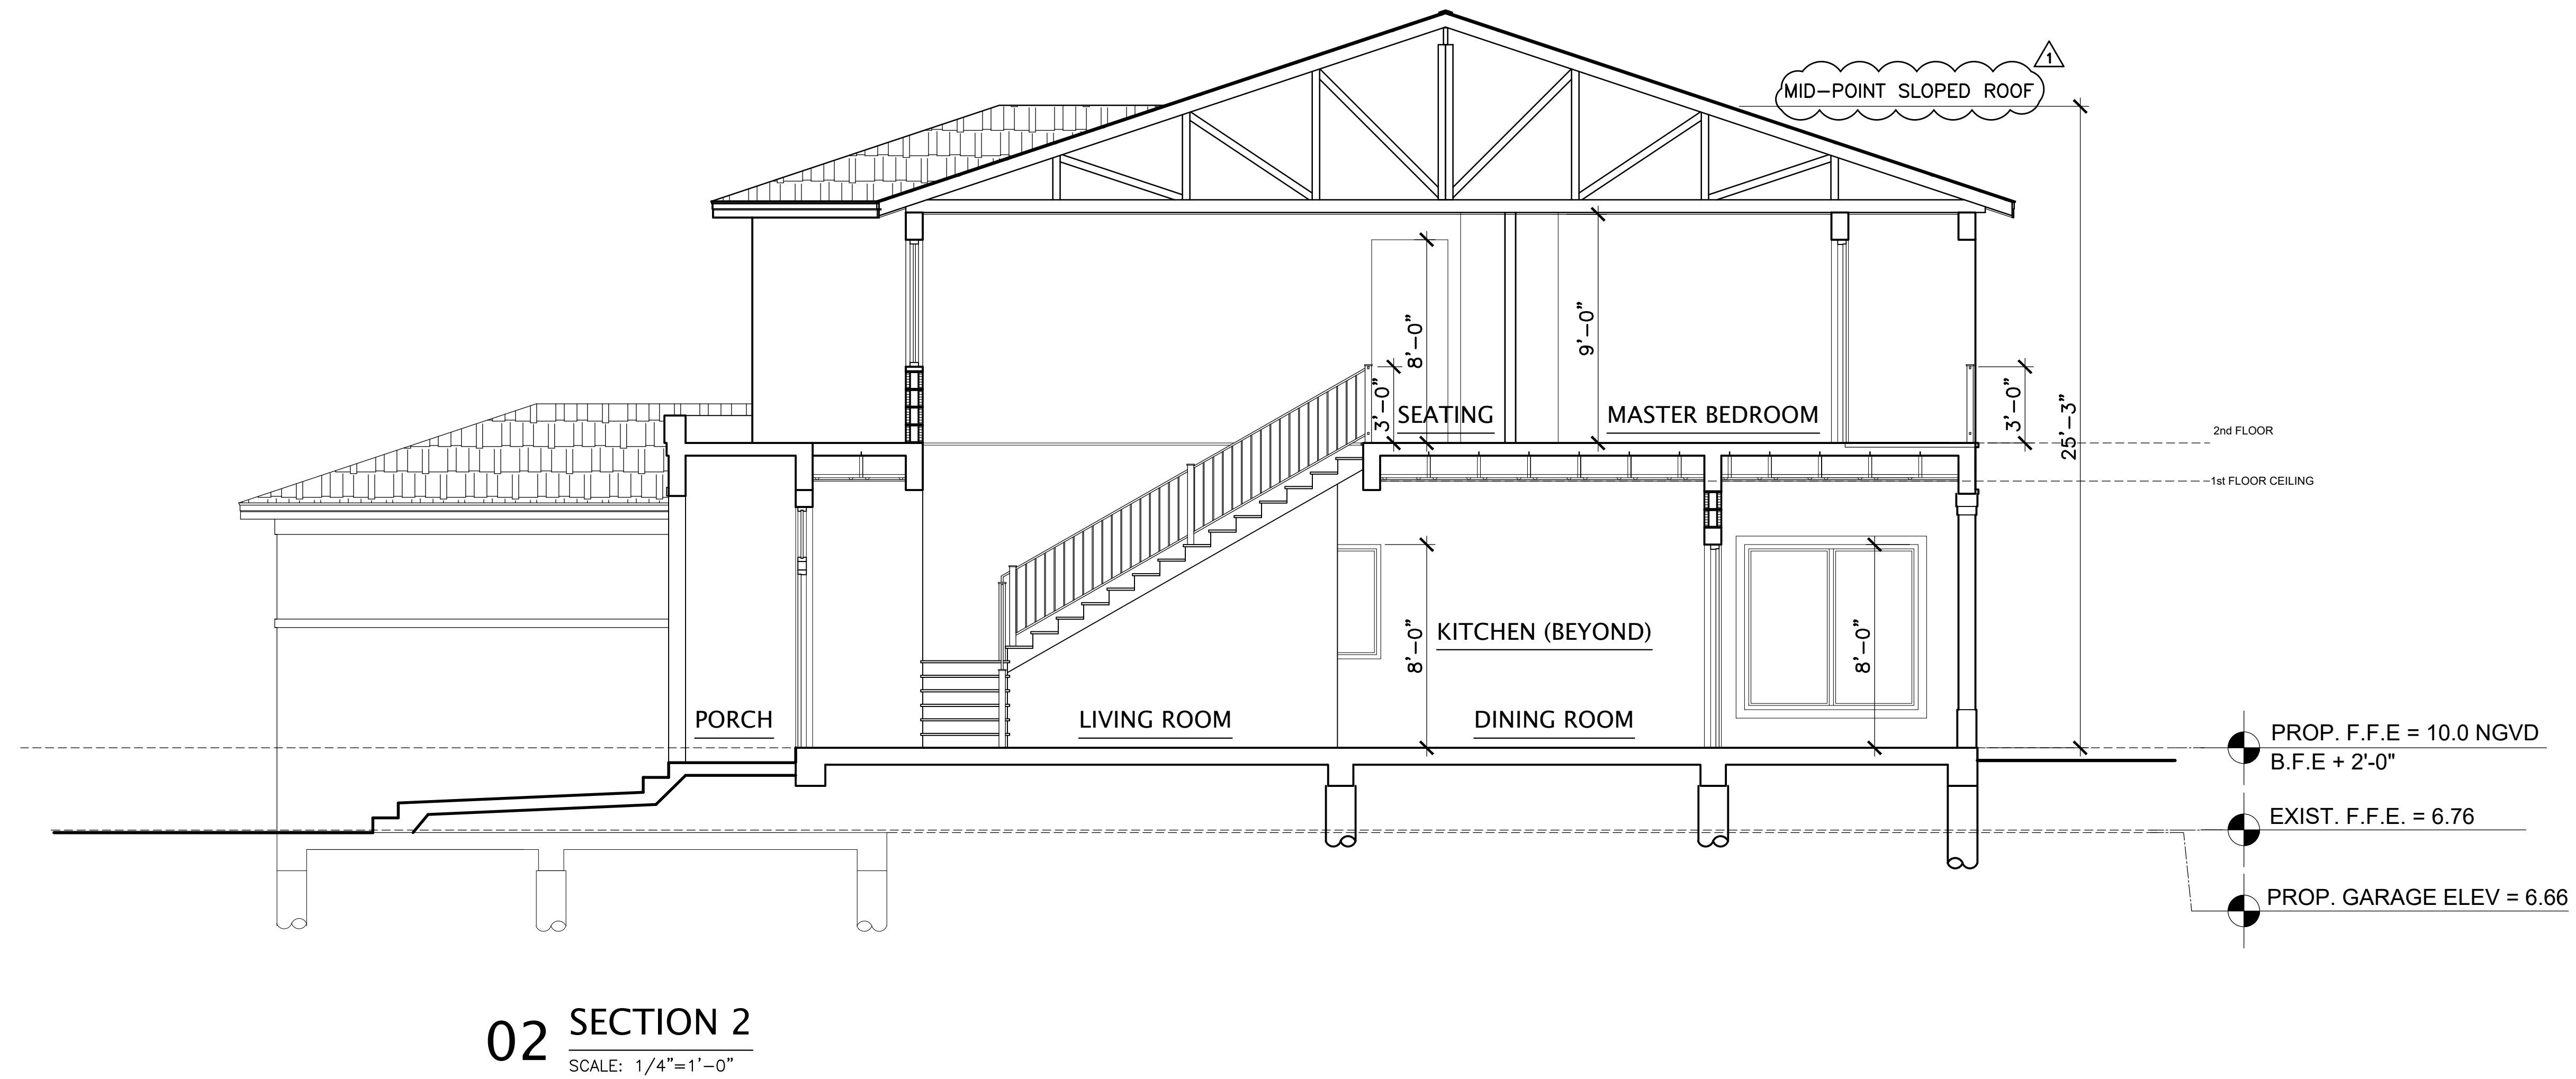 1
MID-POINT SLOPED ROOF
8'-0"
9'-0"
3'-0"
SEATING
MASTER BEDROOM
3'-0"
25'-3"
2nd FLOOR
1st FLOOR CEILING
8'-0"
KITCHEN (BEYOND)
8'-0"
PORCH
LIVING ROOM
DINING ROOM
PROP. F.F.E = 10.0 NGVD
B.F.E + 2'-0"
EXIST. F.F.E. = 6.76
PROP. GARAGE ELEV = 6.66
02 SECTION 2
SCALE: 1/4"=1'-0"